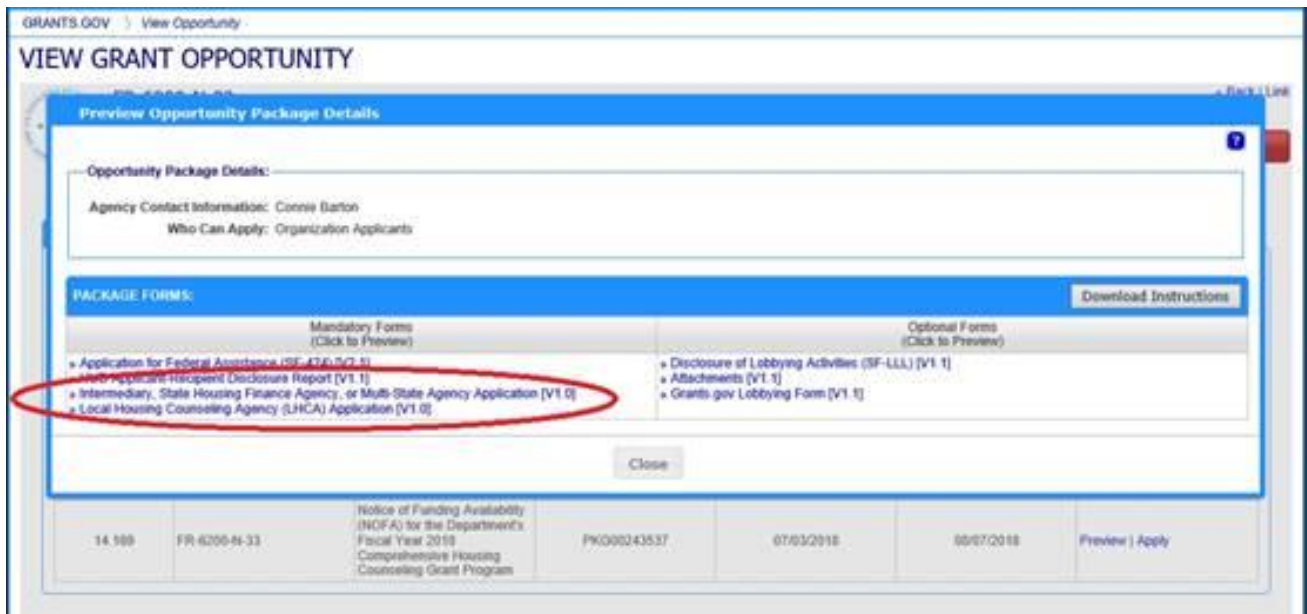 GRANTS.GOV 〉 View Opportunity
VIEW GRANT OPPORTUNITY
« Back | Link
Preview Opportunity Package Details
?
Opportunity Package Details:
Agency Contact Information: Connie Barton
Who Can Apply: Organization Applicants
PACKAGE FORMS:
Download Instructions
Mandatory Forms
(Click to Preview)
Optional Forms
(Click to Preview)
» Application for Federal Assistance (SF-424) [V2.1]
» HUD Applicant-Recipient Disclosure Report [V1.1]
» Intermediary, State Housing Finance Agency, or Multi-State Agency Application [V1.0]
» Local Housing Counseling Agency (LHCA) Application [V1.0]
» Disclosure of Lobbying Activities (SF-LLL) [V1.1]
» Attachments [V1.1]
» Grants.gov Lobbying Form [V1.1]
Close
14.169 FR-6200-N-33
Notice of Funding Availability
(NOFA) for the Department's
Fiscal Year 2018
Comprehensive Housing
Counseling Grant Program
PKG00243537 07/03/2018 08/07/2018 Preview | Apply